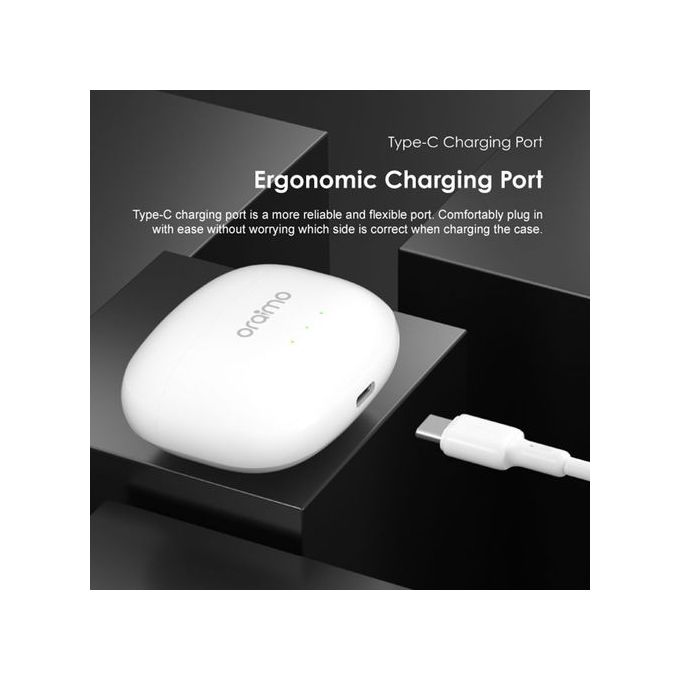 Type-C Charging Port
Ergonomic Charging Port
Type-C charging port is a more reliable and flexible port. Comfortably plug in
with ease without worrying which side is correct when charging the case.
oraimo